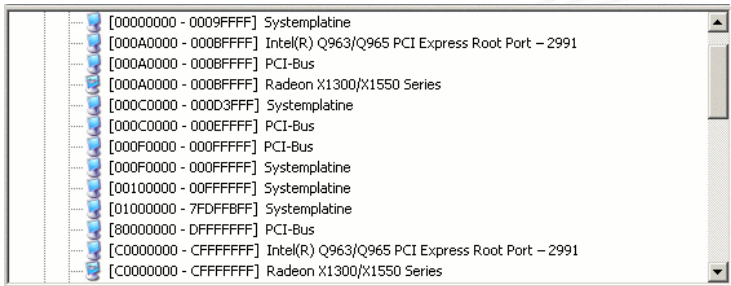 [00000000 - 0009FFFF] Systemplatine
[000A0000 - 000BFFFF] Intel(R) Q963/Q965 PCI Express Root Port – 2991
[000A0000 - 000BFFFF] PCI-Bus
[000A0000 - 000BFFFF] Radeon X1300/X1550 Series
[000C0000 - 000D3FFF] Systemplatine
[000C0000 - 000EFFFF] PCI-Bus
[000F0000 - 000FFFFF] PCI-Bus
[000F0000 - 000FFFFF] Systemplatine
[00100000 - 00FFFFFF] Systemplatine
[01000000 - 7FDFFBFF] Systemplatine
[80000000 - DFFFFFFF] PCI-Bus
[C0000000 - CFFFFFFF] Intel(R) Q963/Q965 PCI Express Root Port – 2991
[C0000000 - CFFFFFFF] Radeon X1300/X1550 Series